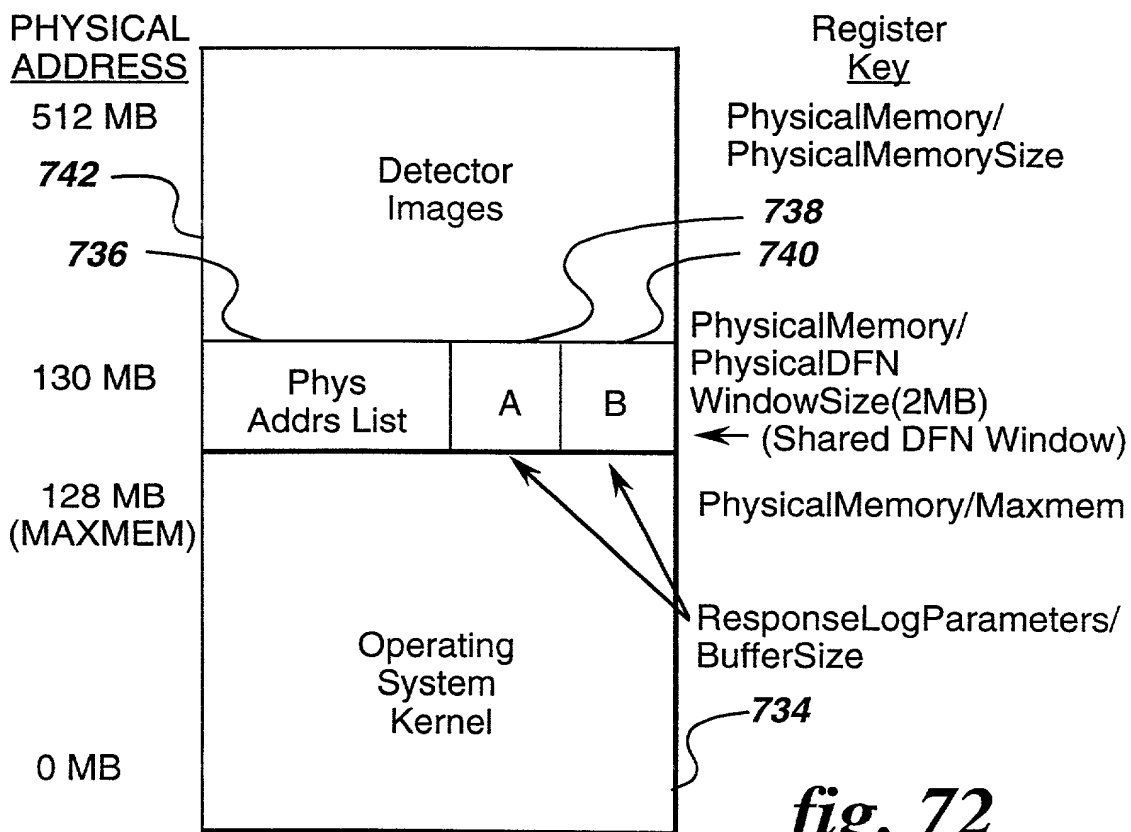 PHYSICAL
ADDRESS
512 MB
742
736
130 MB
128 MB
(MAXMEM)
0 MB
Detector
Images
Phys
Addrs List
A
B
Operating
System
Kernel
Register
Key
PhysicalMemory/
PhysicalMemorySize
738
740
PhysicalMemory/
PhysicalDFN
WindowSize(2MB)
(Shared DFN Window)
PhysicalMemory/Maxmem
ResponseLogParameters/
BufferSize
734
fig. 72